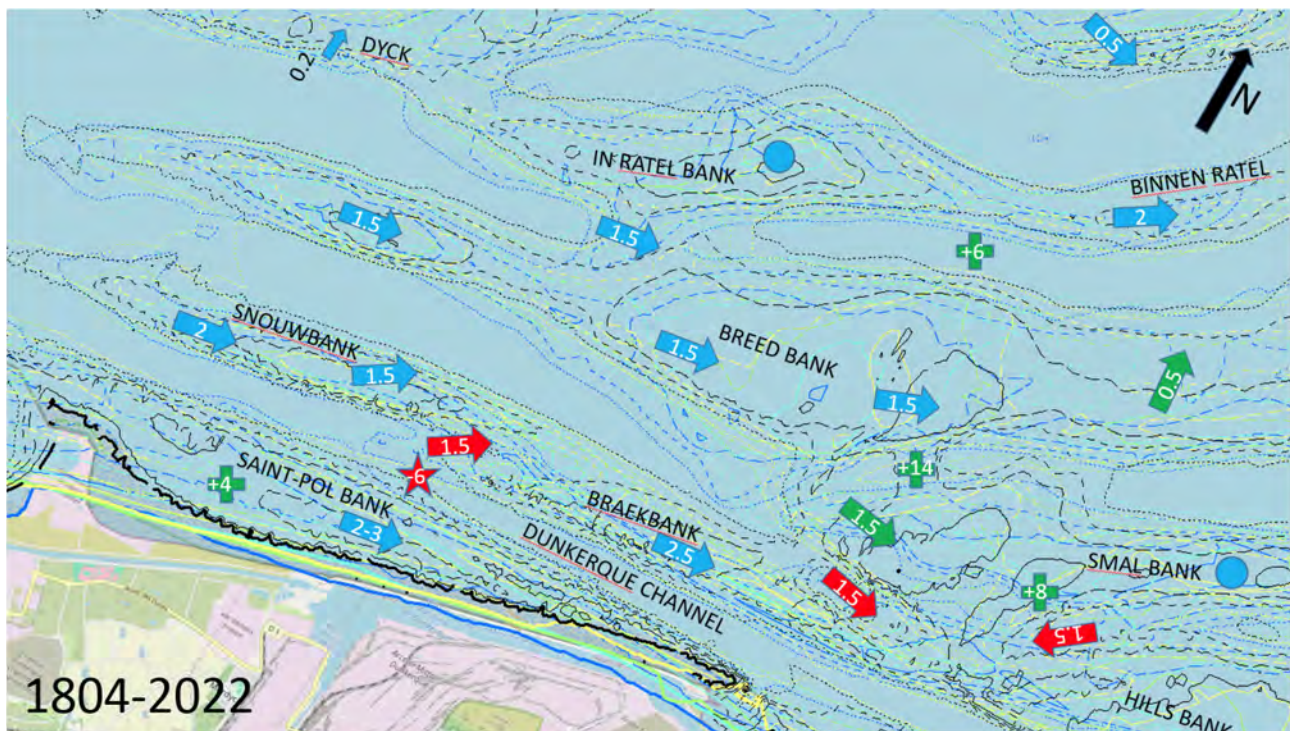 0.2
DYCK
0.5
N
IN RATEL BANK
BINNEN RATEL
1.5
1.5
2
+6
SNOUWBANK
2
1.5
BREED BANK
1.5
1.5
0.5
1.5
-6
+14
SAINT-POL BANK
+4
2-3
BRAEKBANK
2.5
DUNKERQUE CHANNEL
1.5
SMAL BANK
1.5
+8
1.5
HILLS BANK
1804-2022